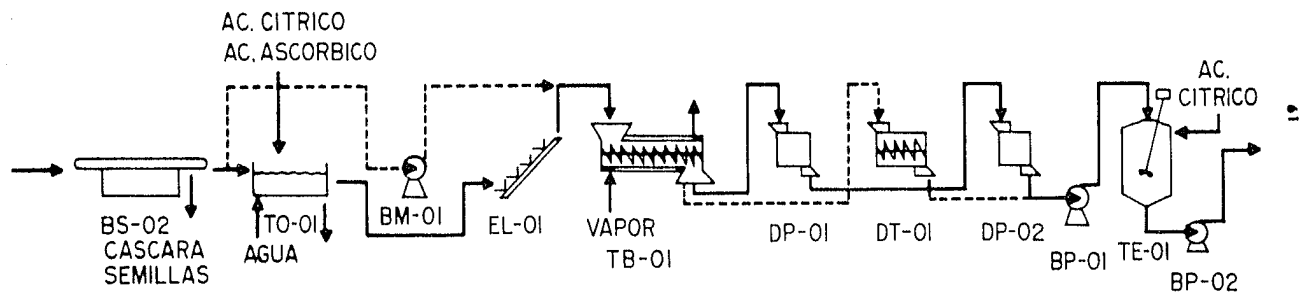 AC. CITRICO
AC. ASCORBICO
AC.
CITRICO
19
BS-02
CASCARA
SEMILLAS
TO-01
AGUA
BM-01
EL-01
VAPOR
TB-01
DP-01
DT-01
DP-02
BP-01
TE-01
BP-02